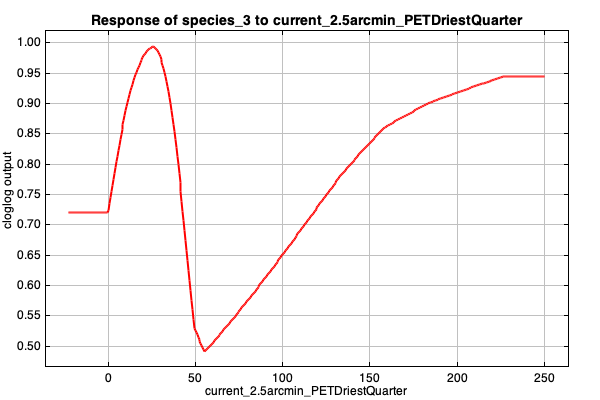 Response of species_3 to current_2.5arcmin_PETDriestQuarter
1.00
0.95
0.90
0.85
0.80
0.75
0.70
0.65
0.60
0.55
0.50
cloglog output
0 50 100 150 200 250
current_2.5arcmin_PETDriestQuarter